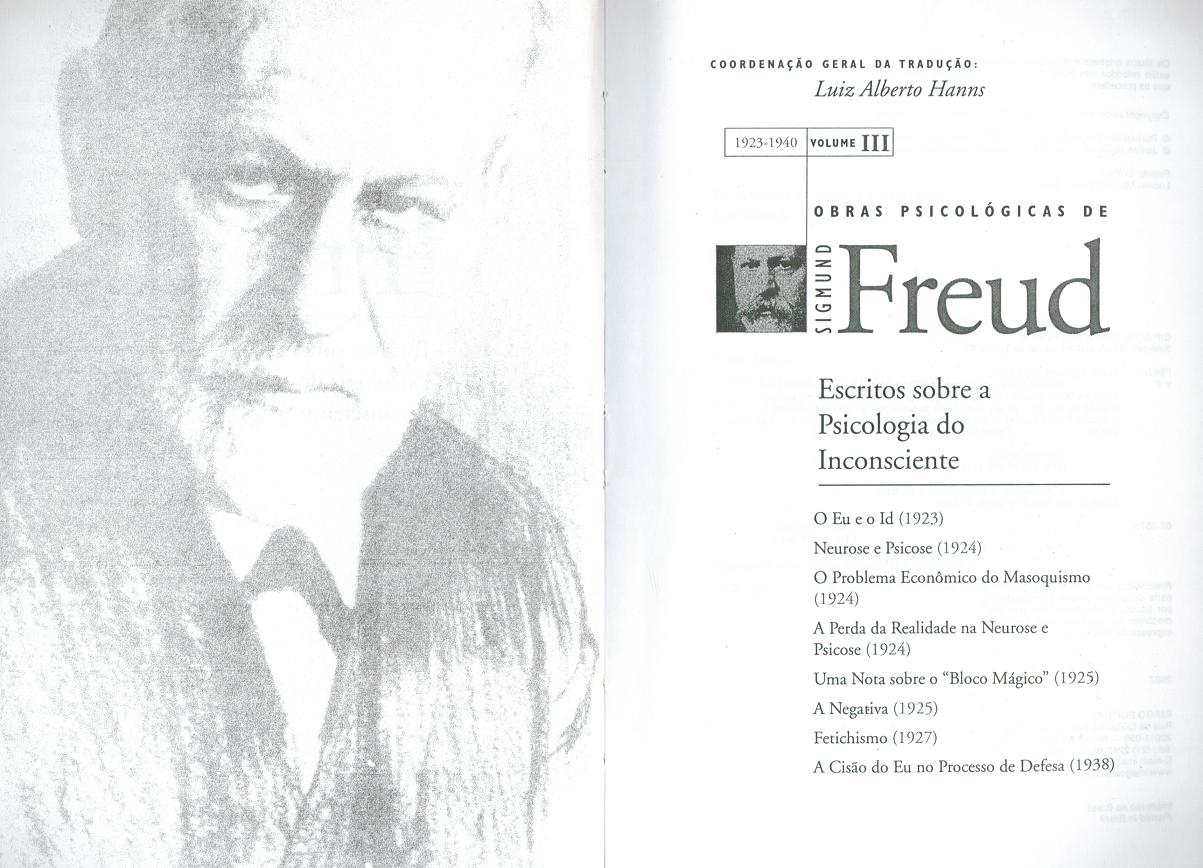 COORDENAÇÃO GERAL DA TRADUÇÃO:
Luiz Alberto Hanns
1923-1940 VOLUME III
OBRAS PSICOLÓGICAS DE
SIGMUND
Freud
Escritos sobre a
Psicologia do
Inconsciente
O Eu e o Id (1923)
Neurose e Psicose (1924)
O Problema Econômico do Masoquismo
(1924)
A Perda da Realidade na Neurose e
Psicose (1924)
Uma Nota sobre o “Bloco Mágico” (1925)
A Negativa (1925)
Fetichismo (1927)
A Cisão do Eu no Processo de Defesa (1938)